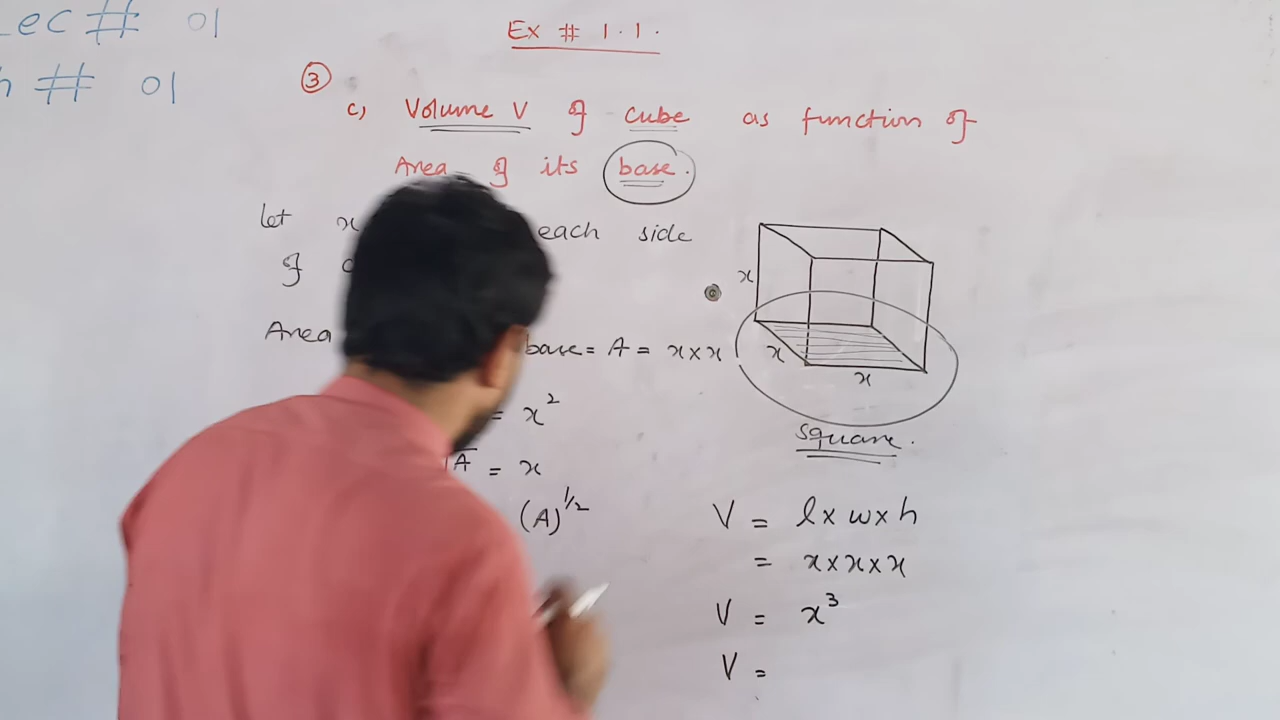 Lec # 01
# 01
Ex # 1.1.
③
c, Volume V of cube as function of
Area of its base.
let x each side
of
Area base = A = x×x
= x²
A = x
(A)^1/2
x
x
x
square.
V = l×w×h
= x×x×x
V = x³
V =